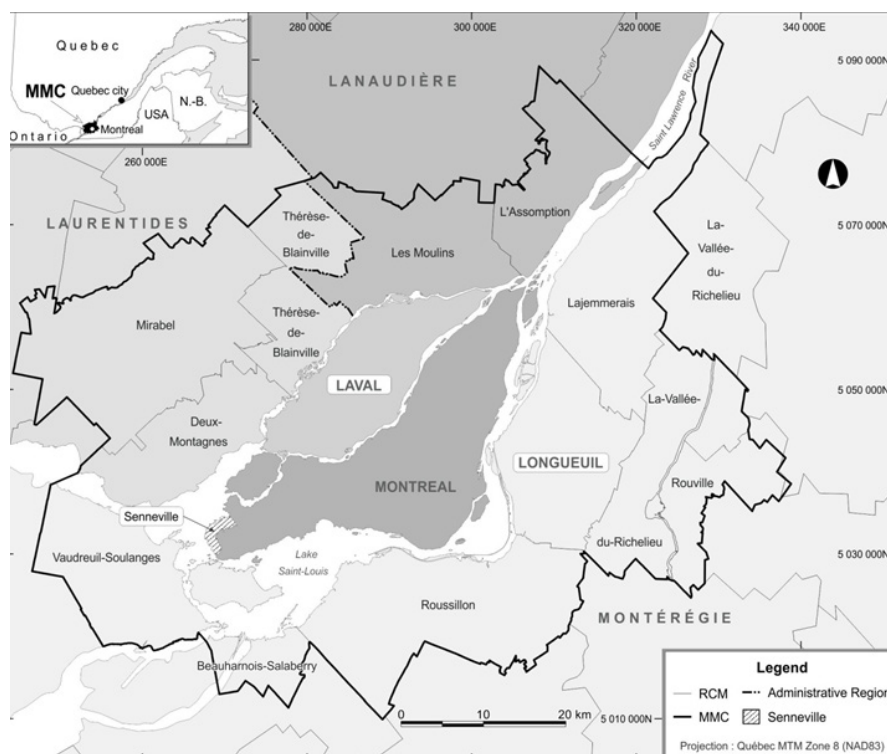 280 000E
300 000E
320 000E
340 000E
Quebec
MMC
Quebec city
N.-B.
USA
Ontario
Montreal
260 000E
LANAUDIÈRE
Saint Lawrence River
5 090 000N
LAURENTIDES
Thérèse-
de-
Blainville
L'Assomption
Les Moulins
La-
Vallée-
du-
Richelieu
5 070 000N
Mirabel
Thérèse-
de-
Blainville
Lajemmerais
LAVAL
La-Vallée-
5 050 000N
Deux-
Montagnes
LONGUEUIL
MONTREAL
Rouville
Senneville
Vaudreuil-Soulanges
Lake
Saint-Louis
du-Richelieu
5 030 000N
Roussillon
MONTÉRÉGIE
Beauharnois-Salaberry
Legend
RCM
Administrative Region
MMC
Senneville
0 10 20 km
5 010 000N
Projection : Québec MTM Zone 8 (NAD83)